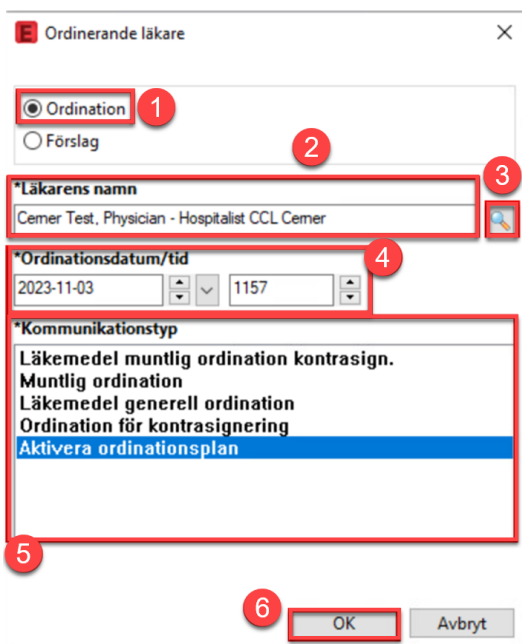 E Ordinerande läkare
Ordination 1
Förslag
2
3
*Läkarens namn
Cerner Test, Physician - Hospitalist CCL Cerner
*Ordinationsdatum/tid 4
2023-11-03 1157
*Kommunikationstyp
Läkemedel muntlig ordination kontrasign.
Muntlig ordination
Läkemedel generell ordination
Ordination för kontrasignering
Aktivera ordinationsplan
5
6
OK Avbryt